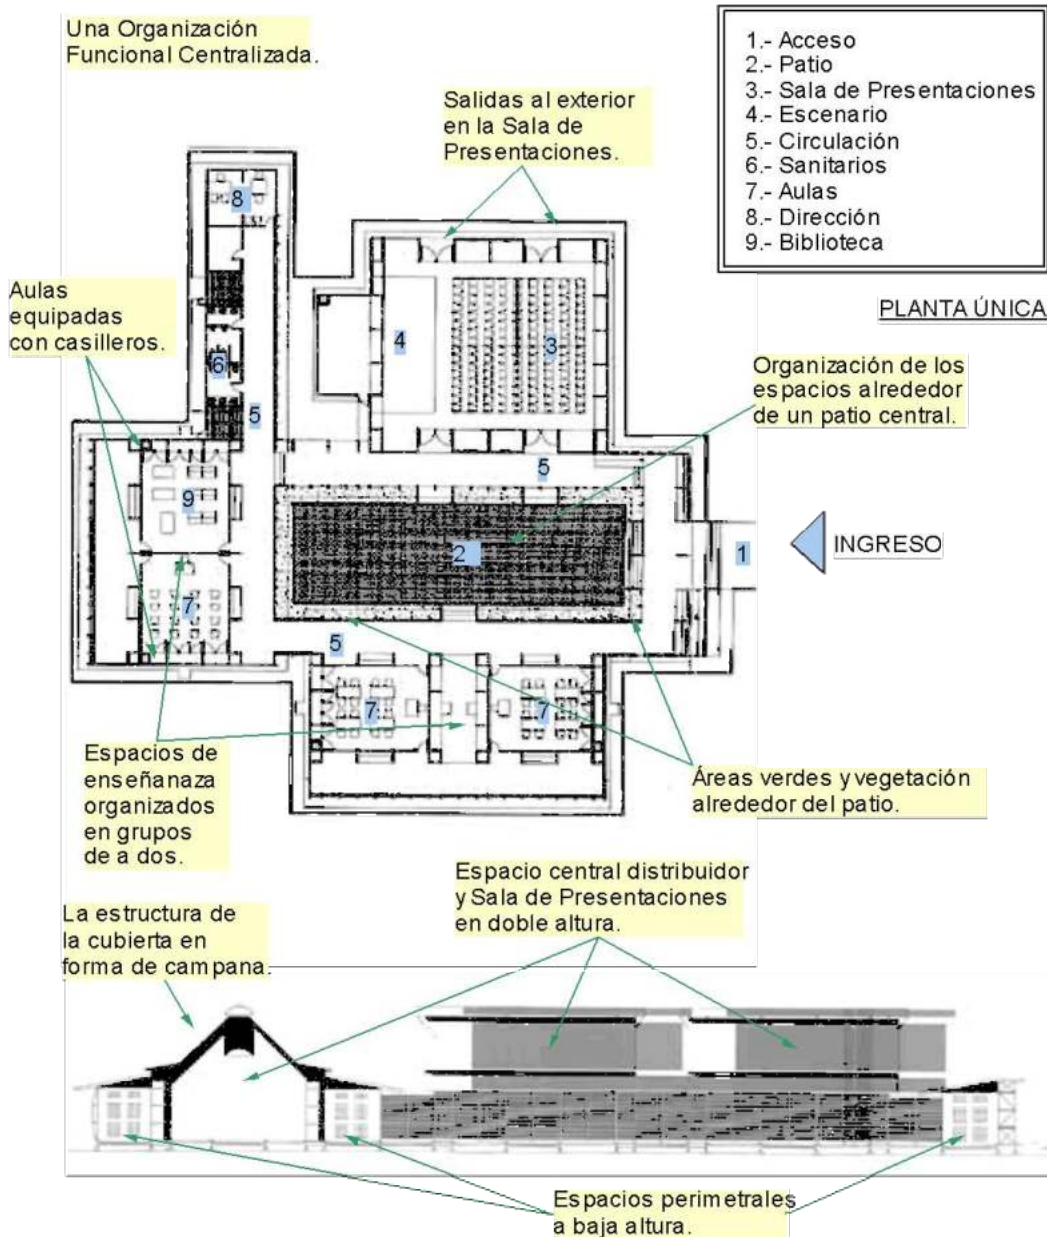 Una Organización
Funcional Centralizada.
1.- Acceso
2.- Patio
3.- Sala de Presentaciones
4.- Escenario
5.- Circulación
6.- Sanitarios
7.- Aulas
8.- Dirección
9.- Biblioteca
PLANTA ÚNICA
Salidas al exterior
en la Sala de
Presentaciones.
8
Aulas
equipadas
con casilleros.
4
3
6
Organización de los
espacios alrededor
de un patio central.
5
5
9
2
1
INGRESO
7
5
7
7
Espacios de
enseñanaza
organizados
en grupos
de a dos.
Áreas verdes y vegetación
alrededor del patio.
Espacio central distribuidor
y Sala de Presentaciones
en doble altura.
La estructura de
la cubierta en
forma de campana.
Espacios perimetrales
a baja altura.